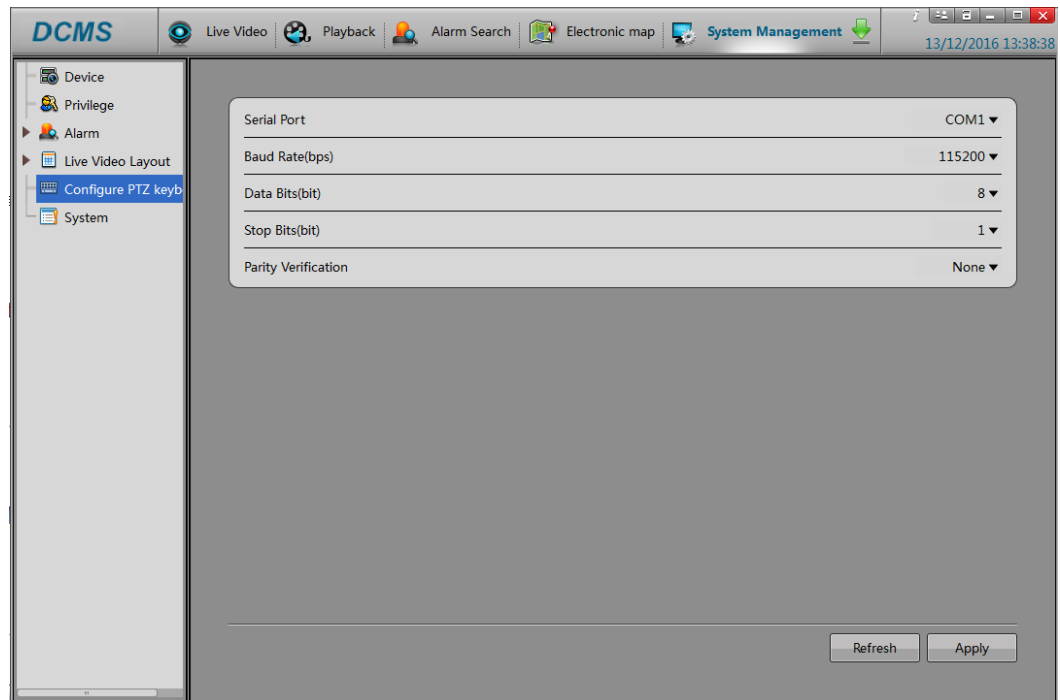 DCMS
Live Video Playback Alarm Search Electronic map System Management
i
13/12/2016 13:38:38
Device
Privilege
Alarm
Live Video Layout
Configure PTZ keyb
System
Serial Port COM1
Baud Rate(bps) 115200
Data Bits(bit) 8
Stop Bits(bit) 1
Parity Verification None
Refresh Apply